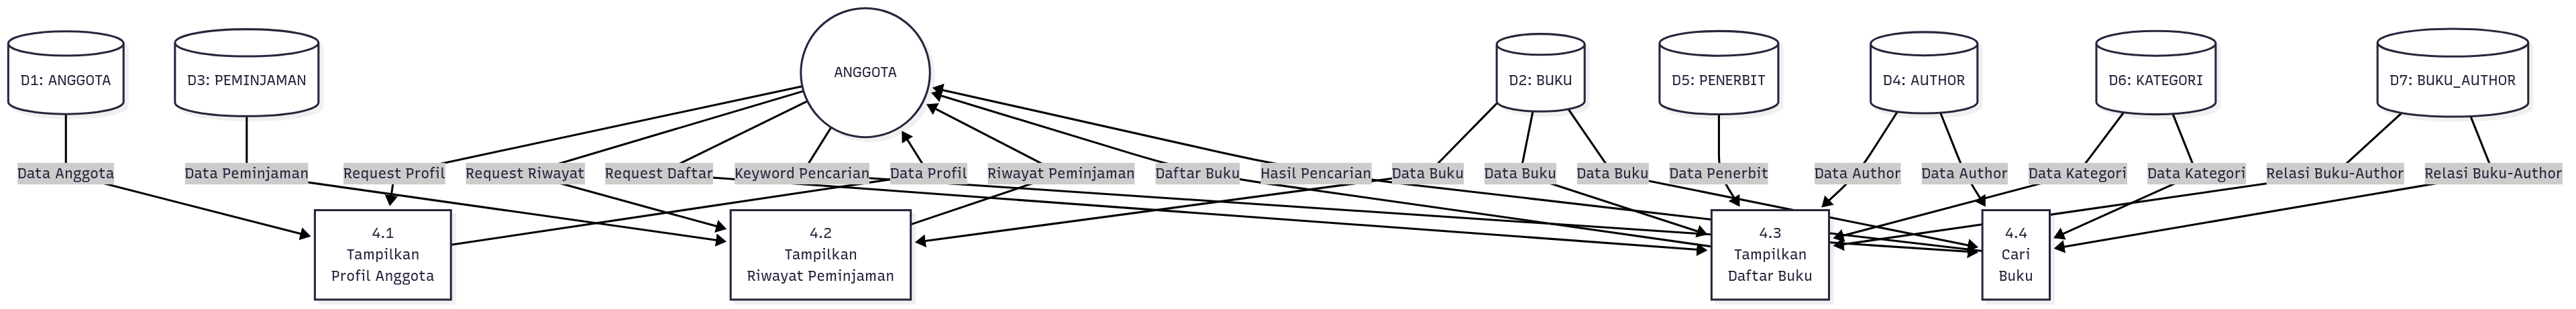 D1: ANGGOTA
D3: PEMINJAMAN
ANGGOTA
D2: BUKU
D5: PENERBIT
D4: AUTHOR
D6: KATEGORI
D7: BUKU_AUTHOR
Data Anggota
Data Peminjaman
Request Profil
Request Riwayat
Request Daftar
Keyword Pencarian
Data Profil
Riwayat Peminjaman
Daftar Buku
Hasil Pencarian
Data Buku
Data Buku
Data Buku
Data Penerbit
Data Author
Data Author
Data Kategori
Data Kategori
Relasi Buku-Author
Relasi Buku-Author
4.1
Tampilkan
Profil Anggota
4.2
Tampilkan
Riwayat Peminjaman
4.3
Tampilkan
Daftar Buku
4.4
Cari
Buku